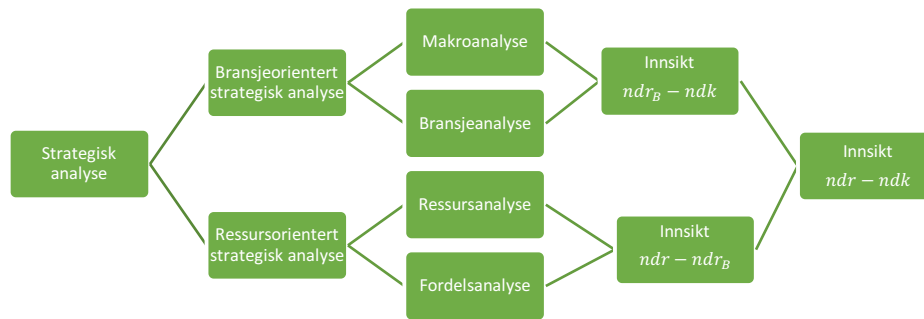 Strategisk
analyse
Bransjeorientert
strategisk analyse
Ressursorientert
strategisk analyse
Makroanalyse
Bransjeanalyse
Ressursanalyse
Fordelsanalyse
Innsikt
ndr_B − ndk
Innsikt
ndr − ndr_B
Innsikt
ndr − ndk